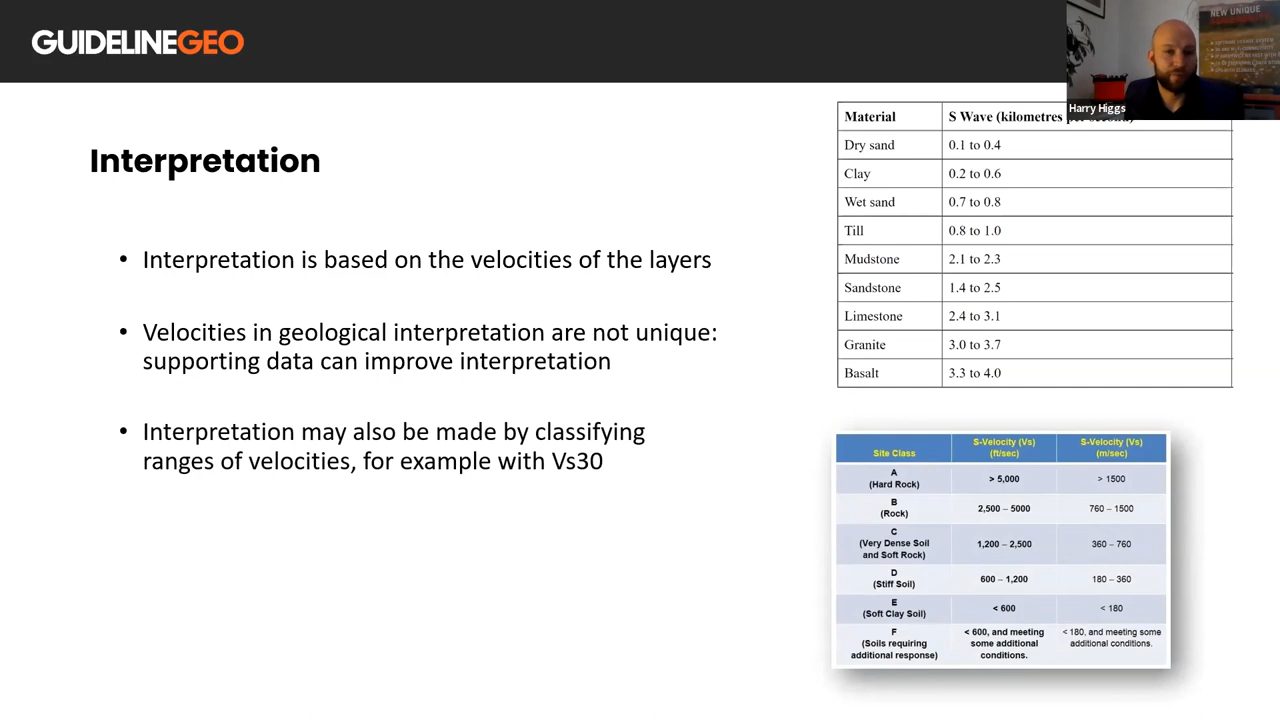 GUIDELINEGEO
NEW UNIQUE
Harry Higgs
Interpretation
• Interpretation is based on the velocities of the layers
• Velocities in geological interpretation are not unique:
supporting data can improve interpretation
• Interpretation may also be made by classifying
ranges of velocities, for example with Vs30
Material S Wave (kilometres
Dry sand 0.1 to 0.4
Clay 0.2 to 0.6
Wet sand 0.7 to 0.8
Till 0.8 to 1.0
Mudstone 2.1 to 2.3
Sandstone 1.4 to 2.5
Limestone 2.4 to 3.1
Granite 3.0 to 3.7
Basalt 3.3 to 4.0
Site Class S-Velocity (Vs) (ft/sec) S-Velocity (Vs) (m/sec)
A (Hard Rock) > 5,000 > 1500
B (Rock) 2,500 – 5000 760 – 1500
C (Very Dense Soil and Soft Rock) 1,200 – 2,500 360 – 760
D (Stiff Soil) 600 – 1,200 180 – 360
E (Soft Clay Soil) < 600 < 180
F (Soils requiring additional response) < 600, and meeting some additional conditions. < 180, and meeting some additional conditions.